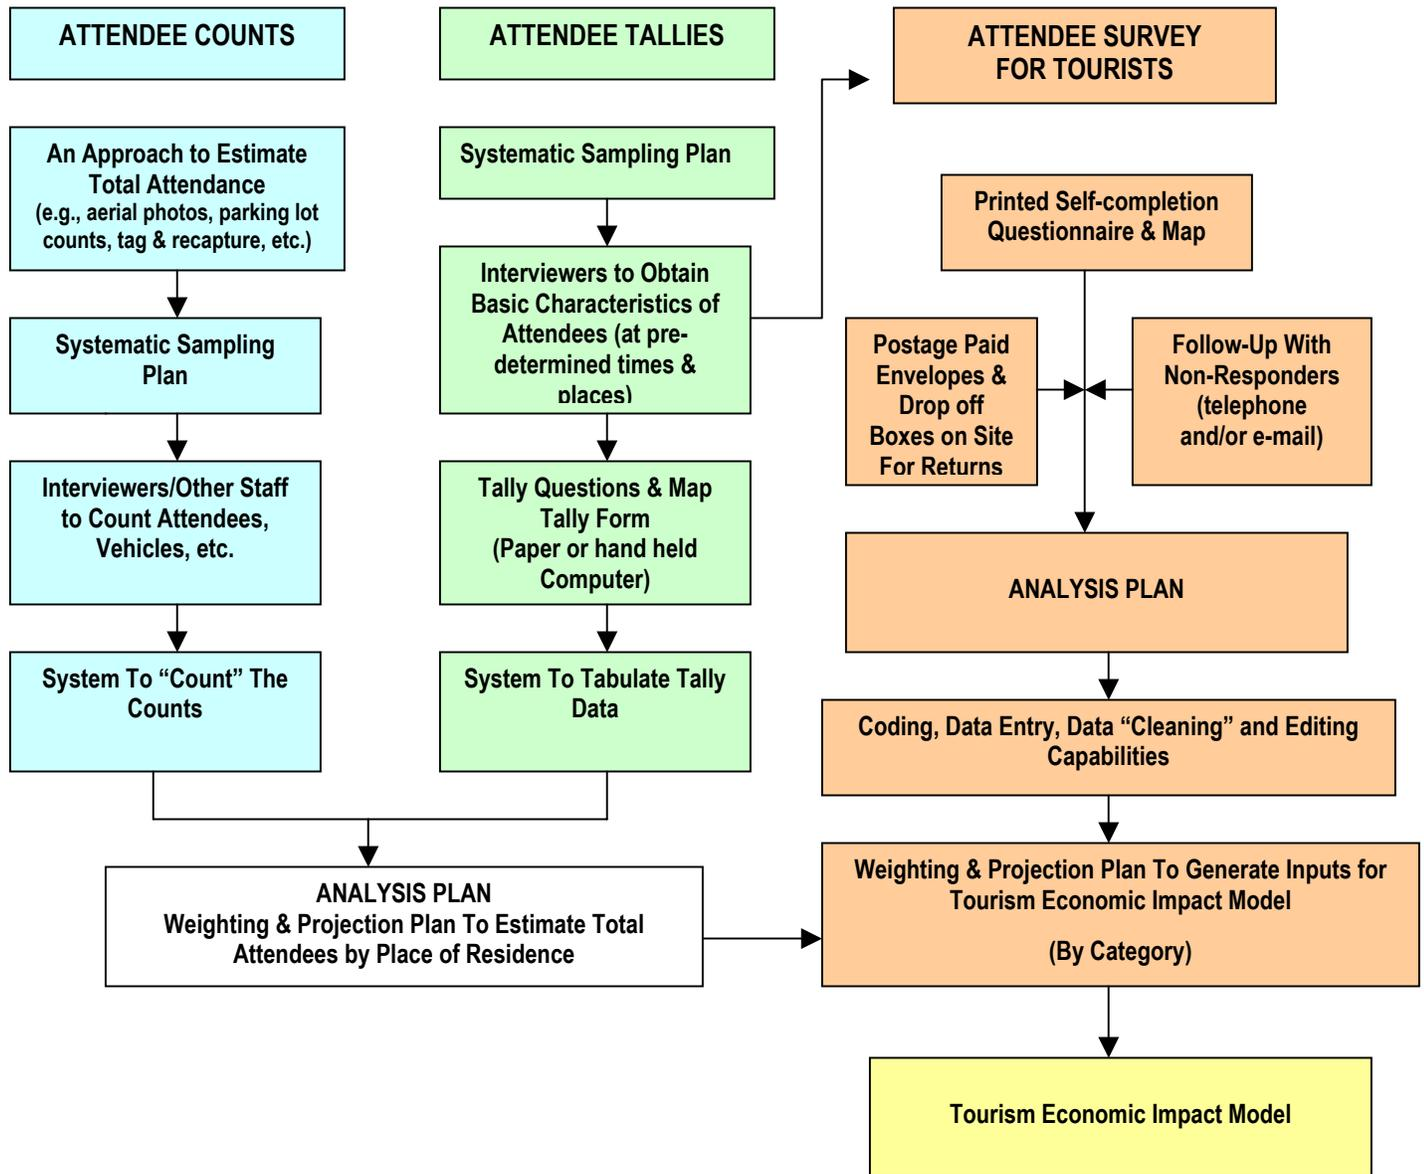 ATTENDEE COUNTS
An Approach to Estimate
Total Attendance
(e.g., aerial photos, parking lot
counts, tag & recapture, etc.)
Systematic Sampling
Plan
Interviewers/Other Staff
to Count Attendees,
Vehicles, etc.
System To “Count” The
Counts
ATTENDEE TALLIES
Systematic Sampling Plan
Interviewers to Obtain
Basic Characteristics of
Attendees (at pre-
determined times &
places)
Tally Questions & Map
Tally Form
(Paper or hand held
Computer)
System To Tabulate Tally
Data
ANALYSIS PLAN
Weighting & Projection Plan To Estimate Total
Attendees by Place of Residence
ATTENDEE SURVEY
FOR TOURISTS
Printed Self-completion
Questionnaire & Map
Postage Paid
Envelopes &
Drop off
Boxes on Site
For Returns
Follow-Up With
Non-Responders
(telephone
and/or e-mail)
ANALYSIS PLAN
Coding, Data Entry, Data “Cleaning” and Editing
Capabilities
Weighting & Projection Plan To Generate Inputs for
Tourism Economic Impact Model
(By Category)
Tourism Economic Impact Model